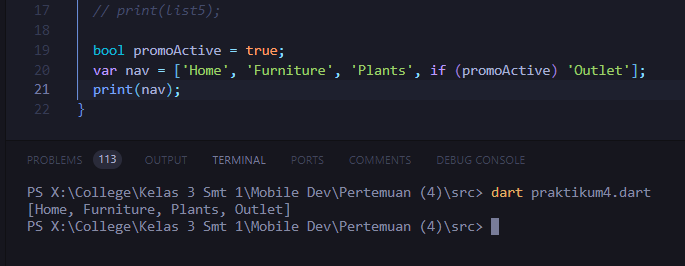 17 // print(list5);
18
19 bool promoActive = true;
20 var nav = ['Home', 'Furniture', 'Plants', if (promoActive) 'Outlet'];
21 print(nav);
22 }
PROBLEMS 113 OUTPUT TERMINAL PORTS COMMENTS DEBUG CONSOLE
PS X:\College\Kelas 3 Smt 1\Mobile Dev\Pertemuan (4)\src> dart praktikum4.dart
[Home, Furniture, Plants, Outlet]
PS X:\College\Kelas 3 Smt 1\Mobile Dev\Pertemuan (4)\src>